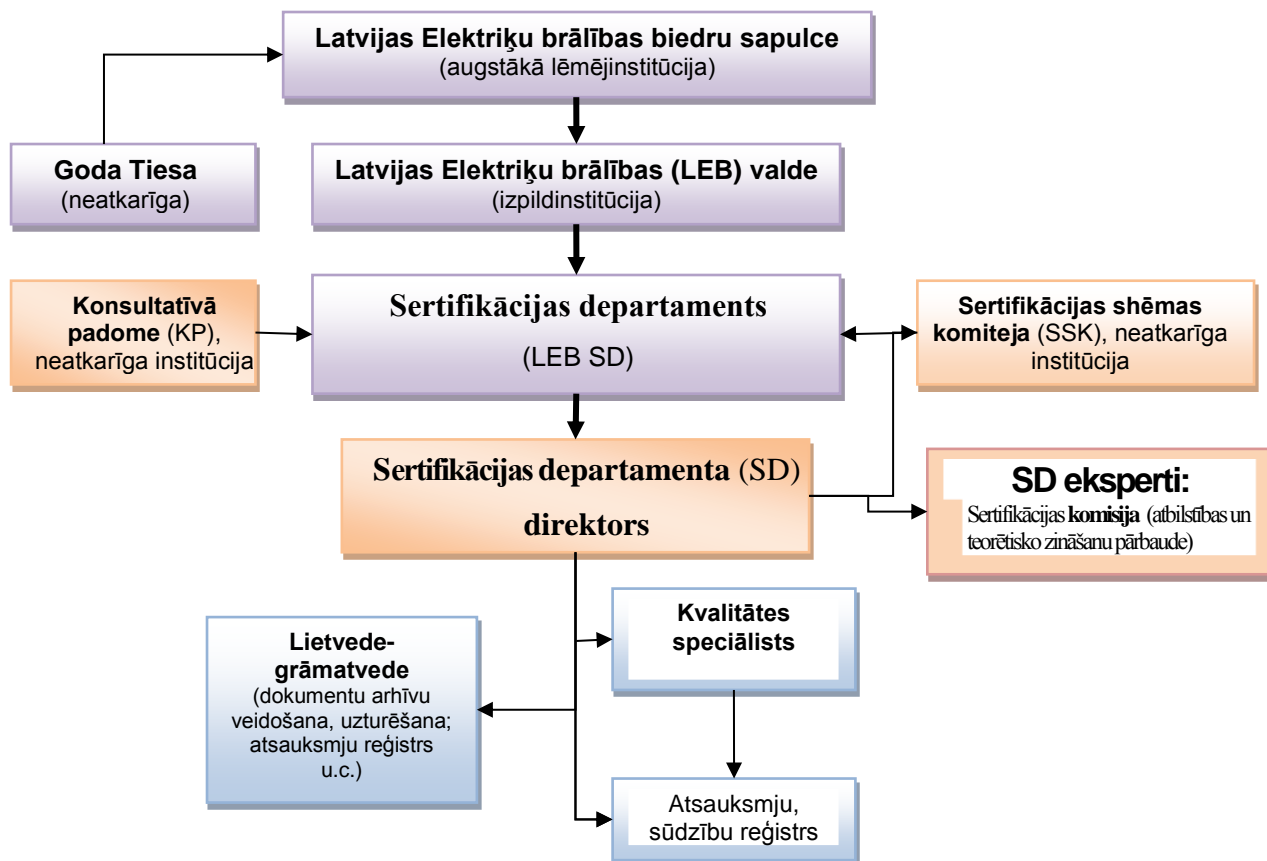 Latvijas Elektriķu brālības biedru sapulce
(augstākā lēmējinstitūcija)
Goda Tiesa
(neatkarīga)
Latvijas Elektriķu brālības (LEB) valde
(izpildinstitūcija)
Konsultatīvā
padome (KP),
neatkarīga institūcija
Sertifikācijas departaments
(LEB SD)
Sertifikācijas shēmas
komiteja (SSK), neatkarīga
institūcija
Sertifikācijas departamenta (SD)
direktors
SD eksperti:
Sertifikācijas komisija (atbilstības un
teorētisko zināšanu pārbaude)
Lietvede-
grāmatvede
(dokumentu arhīvu
veidošana, uzturēšana;
atsauksmju reģistrs
u.c.)
Kvalitātes
speciālists
Atsauksmju,
sūdzību reģistrs